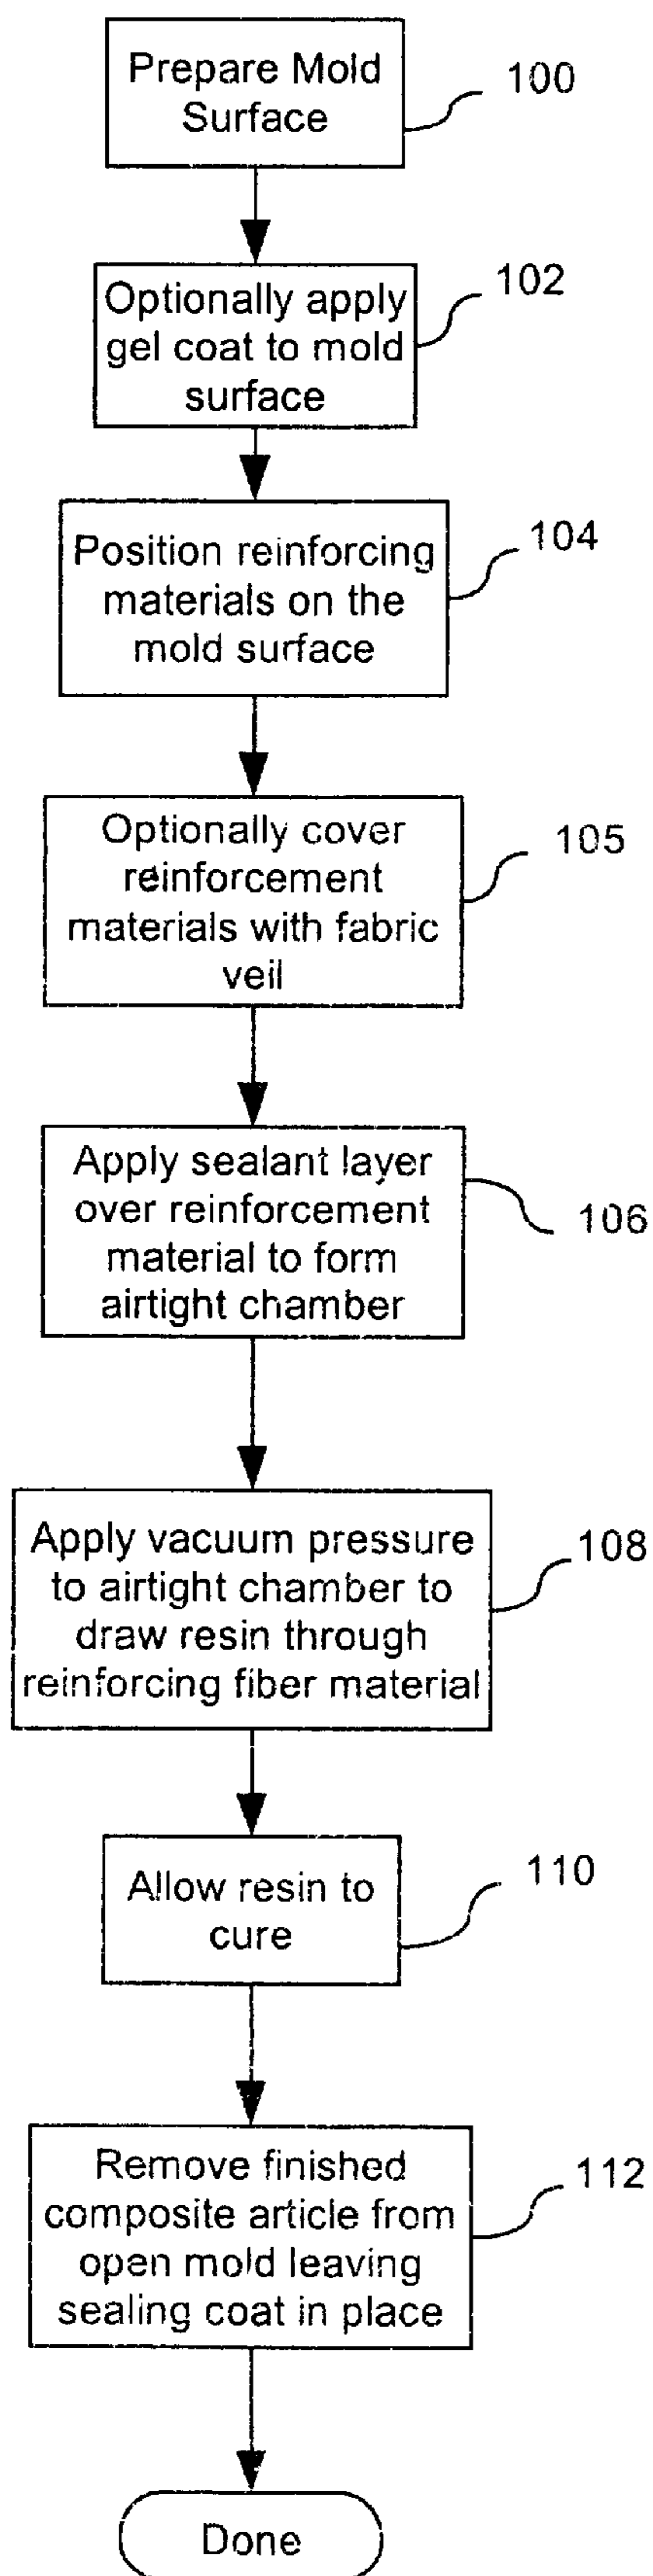 Prepare Mold
Surface
100
Optionally apply
gel coat to mold
surface
102
Position reinforcing
materials on the
mold surface
104
Optionally cover
reinforcement
materials with fabric
veil
105
Apply sealant layer
over reinforcement
material to form
airtight chamber
106
Apply vacuum pressure
to airtight chamber to
draw resin through
reinforcing fiber material
108
Allow resin to
cure
110
Remove finished
composite article from
open mold leaving
sealing coat in place
112
Done